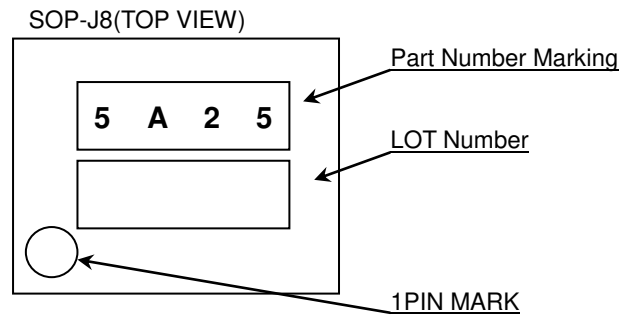 SOP-J8(TOP VIEW)
Part Number Marking
5 A 2 5
LOT Number
1PIN MARK